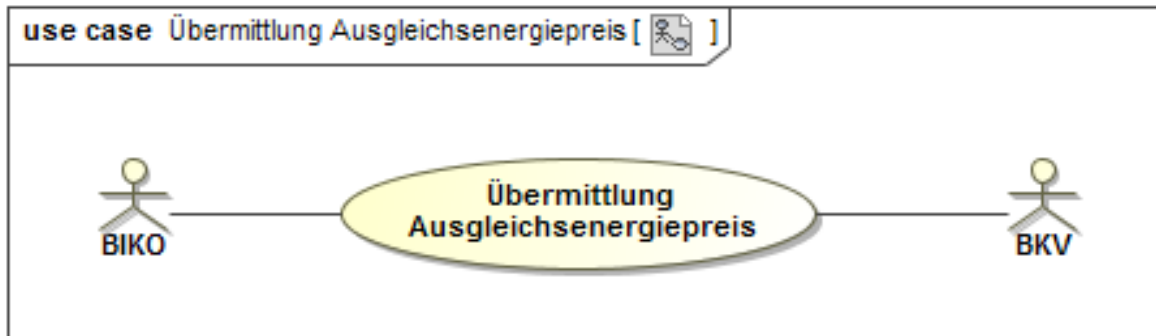 use case Übermittlung Ausgleichsenergiepreis [ ]
Übermittlung
Ausgleichsenergiepreis
BIKO
BKV